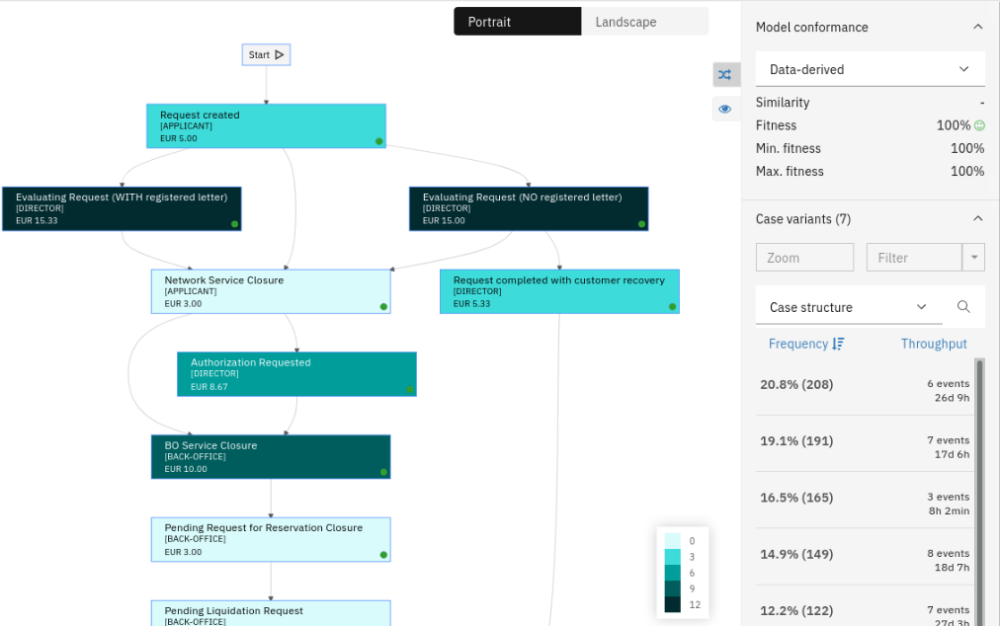 Portrait
Landscape
Start
Request created
[APPLICANT]
EUR 5.00
Evaluating Request (WITH registered letter)
[DIRECTOR]
EUR 15.33
Evaluating Request (NO registered letter)
[DIRECTOR]
EUR 15.00
Network Service Closure
[APPLICANT]
EUR 3.00
Request completed with customer recovery
[DIRECTOR]
EUR 5.33
Authorization Requested
[DIRECTOR]
EUR 8.67
BO Service Closure
[BACK-OFFICE]
EUR 10.00
Pending Request for Reservation Closure
[BACK-OFFICE]
EUR 3.00
Pending Liquidation Request
[BACK-OFFICE]
0
3
6
9
12
Model conformance
Data-derived
Similarity -
Fitness 100%
Min. fitness 100%
Max. fitness 100%
Case variants (7)
Zoom
Filter
Case structure
Frequency
Throughput
20.8% (208)
6 events
26d 9h
19.1% (191)
7 events
17d 6h
16.5% (165)
3 events
8h 2min
14.9% (149)
8 events
18d 7h
12.2% (122)
7 events
27d 3h